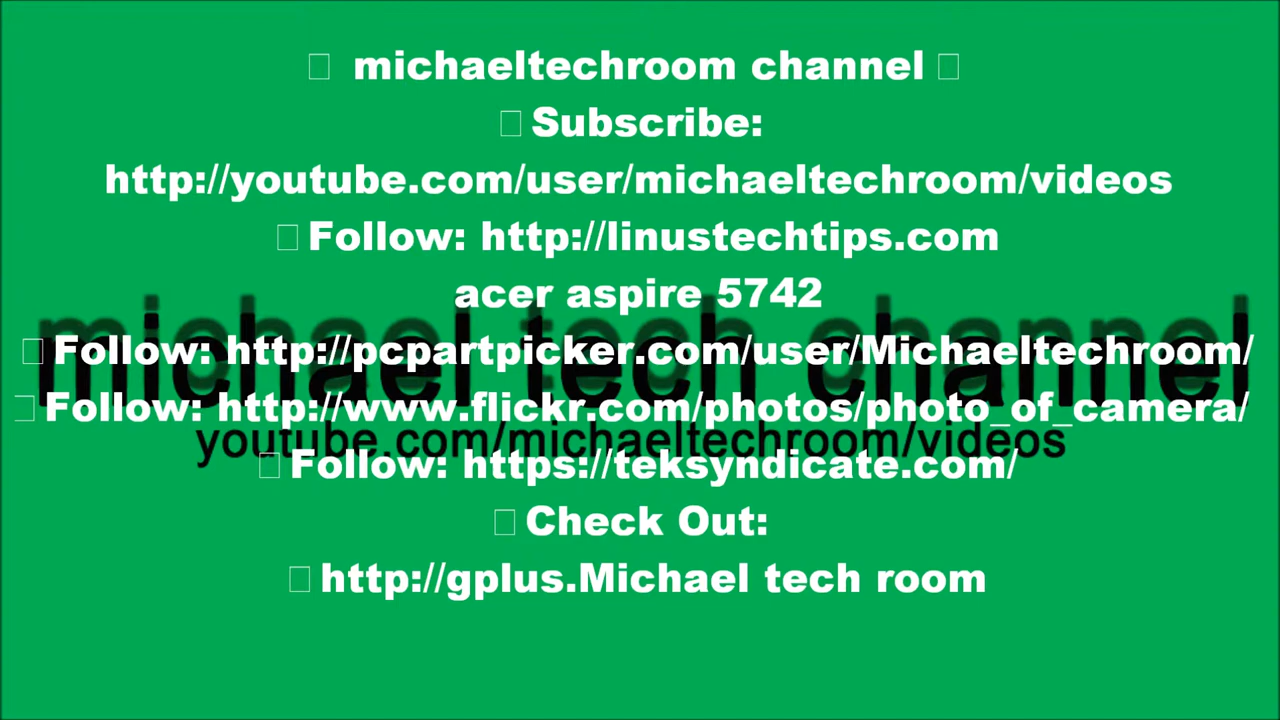 michaeltechroom channel
Subscribe:
http://youtube.com/user/michaeltechroom/videos
Follow: http://linustechtips.com
acer aspire 5742
michael tech channel
Follow: http://pcpartpicker.com/user/Michaeltechroom/
Follow: http://www.flickr.com/photos/photo_of_camera/
youtube.com/michaeltechroom/videos
Follow: https://teksyndicate.com/
Check Out:
http://gplus.Michael tech room